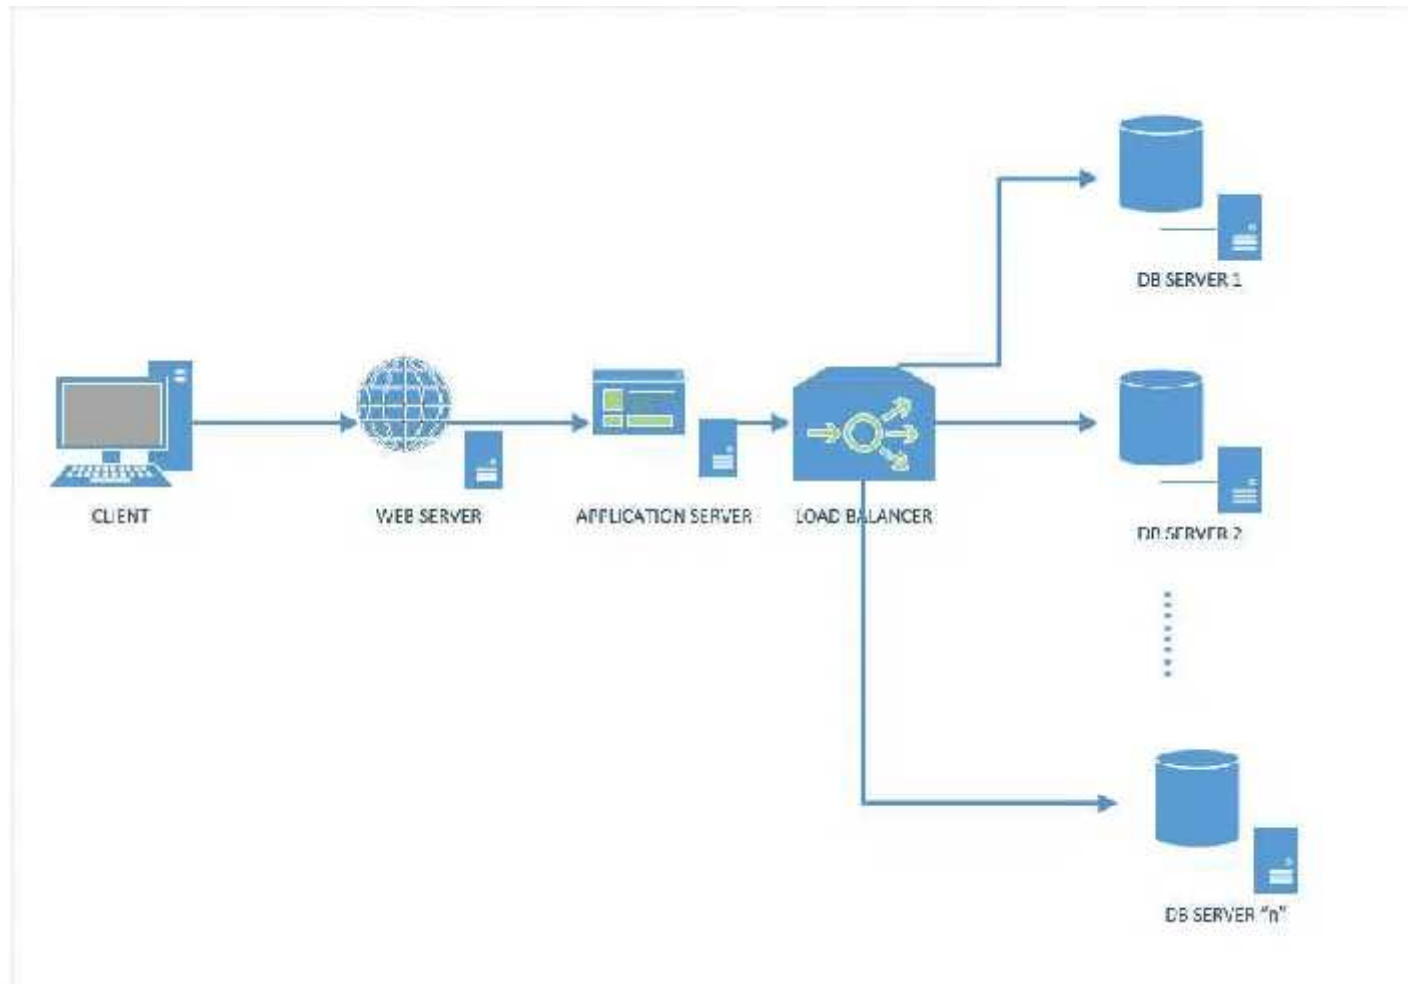 DB SERVER 1
CLIENT
WEB SERVER
APPLICATION SERVER
LOAD BALANCER
DB SERVER 2
DB SERVER "n"